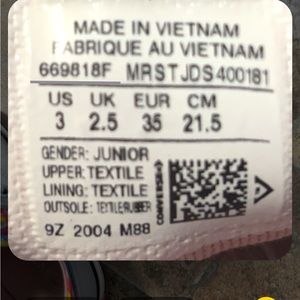 MADE IN VIETNAM
FABRIQUE AU VIETNAM
669818F MRSTJDS400181
US UK EUR CM
3 2.5 35 21.5
GENDER: JUNIOR
UPPER: TEXTILE
LINING: TEXTILE
OUTSOLE: TEXTILE/RUBBER
CONVERSE
9Z 2004 M88